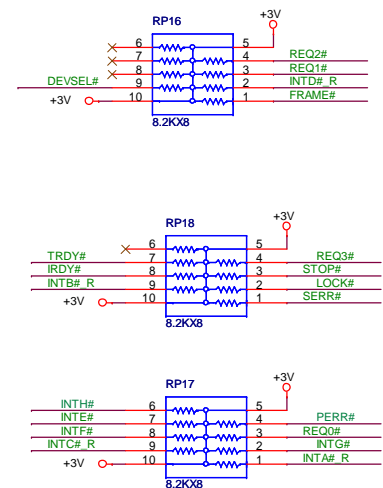 RP16
+3V
6 5
7 4 REQ2#
8 3 REQ1#
DEVSEL# 9 2 INTD#_R
+3V 10 1 FRAME#
8.2KX8
RP18
+3V
6 5
TRDY# 7 4 REQ3#
IRDY# 8 3 STOP#
INTB#_R 9 2 LOCK#
+3V 10 1 SERR#
8.2KX8
RP17
+3V
INTH# 6 5
INTE# 7 4 PERR#
INTF# 8 3 REQ0#
INTC#_R 9 2 INTG#
+3V 10 1 INTA#_R
8.2KX8